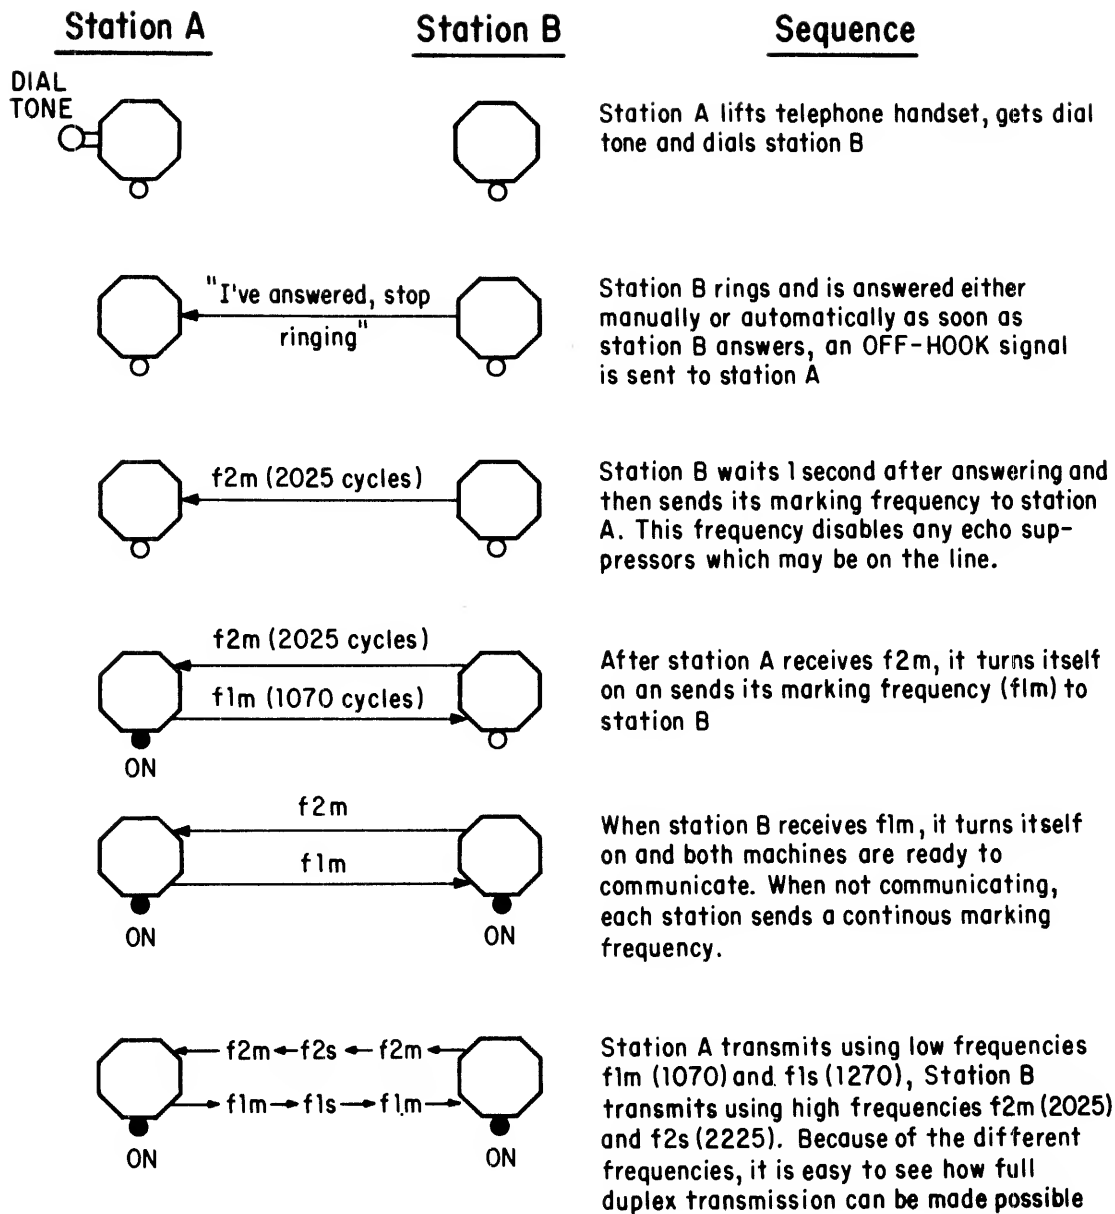 Station A
Station B
Sequence
DIAL
TONE
Station A lifts telephone handset, gets dial
tone and dials station B
"I've answered, stop
ringing"
Station B rings and is answered either
manually or automatically as soon as
station B answers, an OFF-HOOK signal
is sent to station A
f2m (2025 cycles)
Station B waits 1 second after answering and
then sends its marking frequency to station
A. This frequency disables any echo sup-
pressors which may be on the line.
f2m (2025 cycles)
f1m (1070 cycles)
ON
After station A receives f2m, it turns itself
on an sends its marking frequency (f1m) to
station B
f2m
f1m
ON
ON
When station B receives f1m, it turns itself
on and both machines are ready to
communicate. When not communicating,
each station sends a continous marking
frequency.
f2m f2s f2m
f1m f1s f1m
ON
ON
Station A transmits using low frequencies
f1m (1070) and f1s (1270), Station B
transmits using high frequencies f2m (2025)
and f2s (2225). Because of the different
frequencies, it is easy to see how full
duplex transmission can be made possible